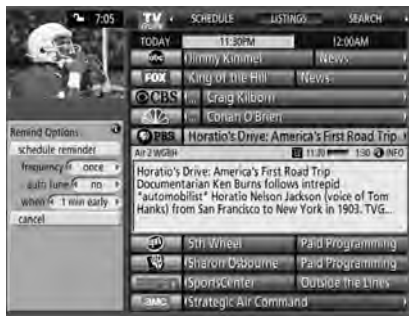 7:05 TV SCHEDULE LISTINGS SEARCH
TODAY 11:30PM 12:00AM
abc Jimmy Kimmel News
FOX King of the Hill News
CBS ... Craig Kilborn
... Conan O'Brien
PBS Horatio's Drive: America's First Road Trip
Air 2 WGBH 11:30 1:30 INFO
Remind Options
schedule reminder
frequency once
auto tune no
when 1 min early
cancel
Horatio's Drive: America's First Road Trip
Documentarian Ken Burns follows intrepid
"automobilist" Horatio Nelson Jackson (voice of Tom
Hanks) from San Francisco to New York in 1903. TVG...
5th Wheel Paid Programming
Sharon Osbourne Paid Programming
SportsCenter Outside the Lines
amc Strategic Air Command